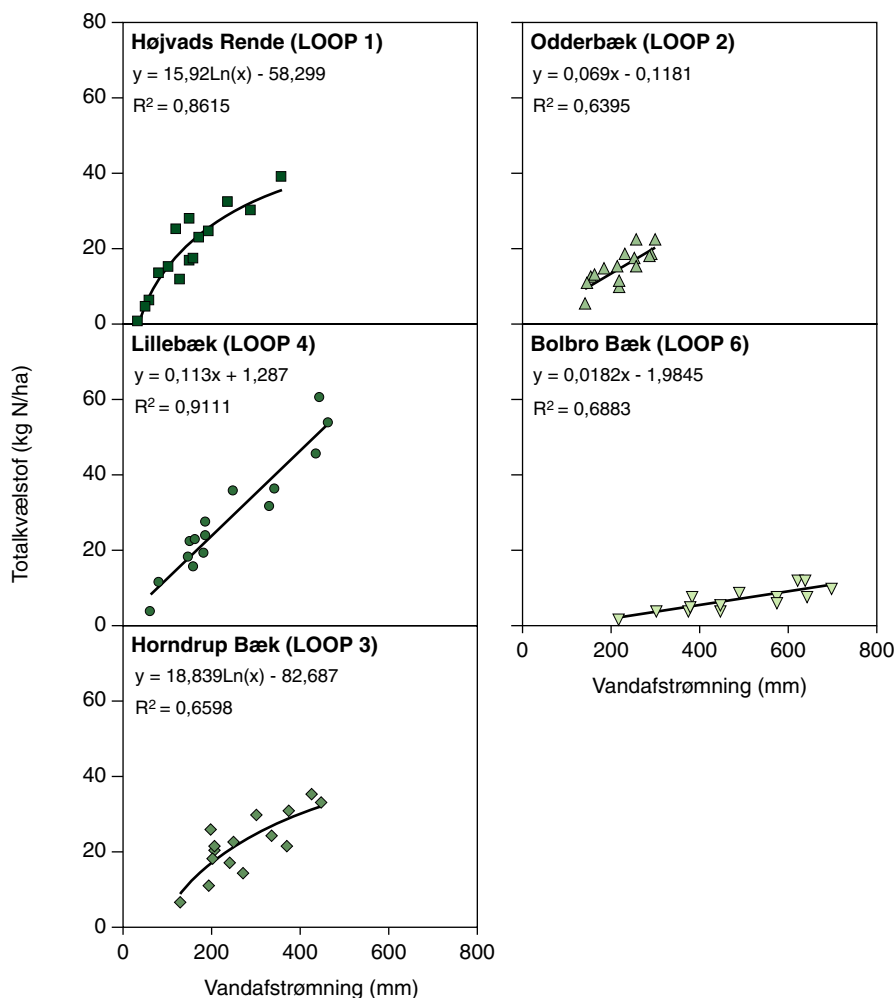 Totalkvælstof (kg N/ha)
80
60
40
20
0
Højvads Rende (LOOP 1)
y = 15,92Ln(x) - 58,299
R² = 0,8615
Odderbæk (LOOP 2)
y = 0,069x - 0,1181
R² = 0,6395
60
40
20
0
Lillebæk (LOOP 4)
y = 0,113x + 1,287
R² = 0,9111
Bolbro Bæk (LOOP 6)
y = 0,0182x - 1,9845
R² = 0,6883
0 200 400 600 800
Vandafstrømning (mm)
60
40
20
0
Horndrup Bæk (LOOP 3)
y = 18,839Ln(x) - 82,687
R² = 0,6598
0 200 400 600 800
Vandafstrømning (mm)